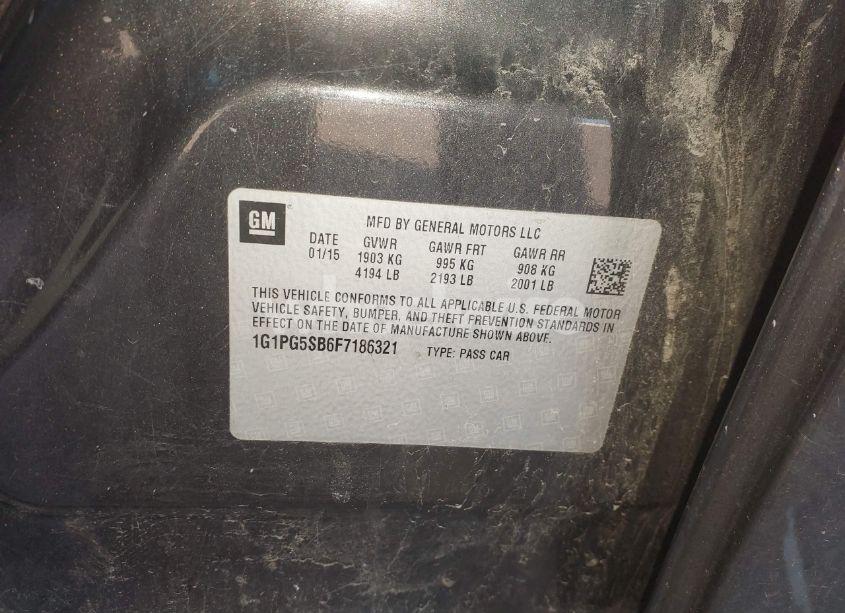 GM
MFD BY GENERAL MOTORS LLC
DATE GVWR GAWR FRT GAWR RR
01/15 1903 KG 995 KG 908 KG
4194 LB 2193 LB 2001 LB
THIS VEHICLE CONFORMS TO ALL APPLICABLE U.S. FEDERAL MOTOR
VEHICLE SAFETY, BUMPER, AND THEFT PREVENTION STANDARDS IN
EFFECT ON THE DATE OF MANUFACTURE SHOWN ABOVE.
1G1PG5SB6F7186321 TYPE: PASS CAR